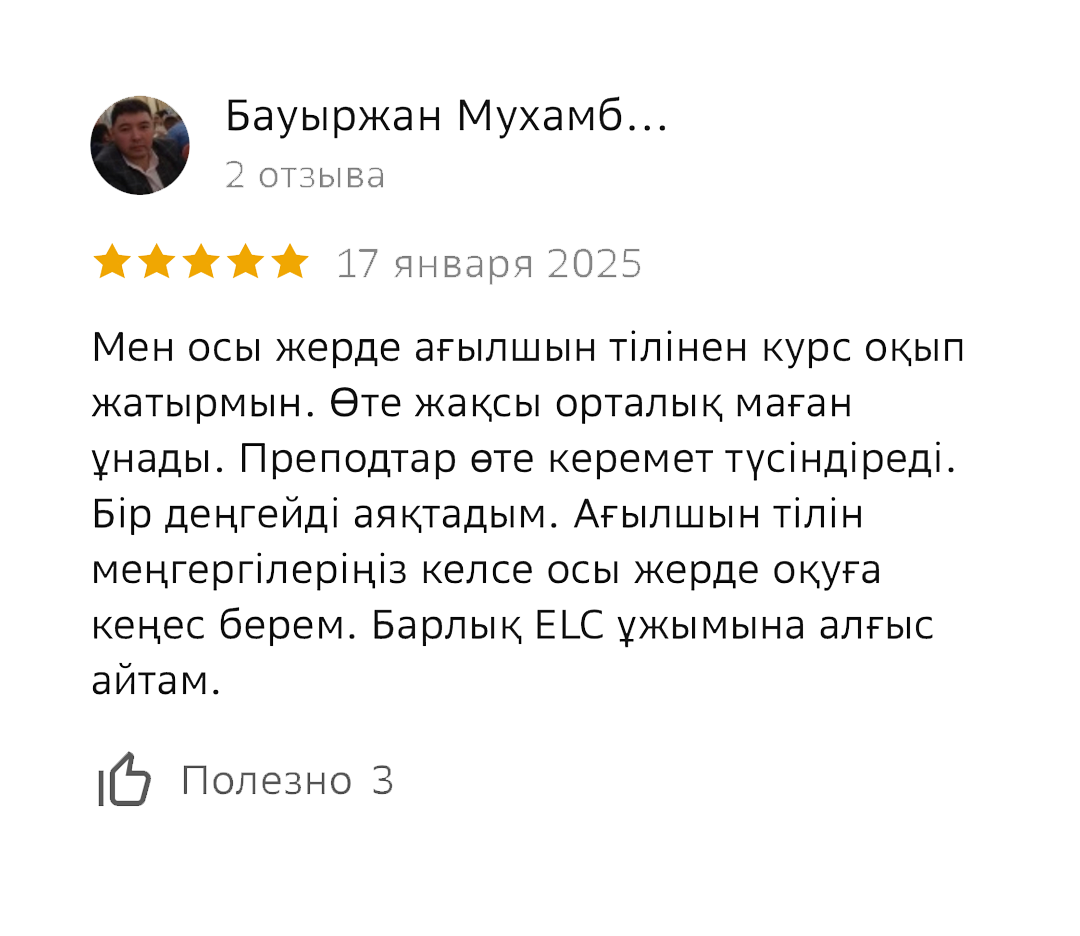 Бауыржан Мухамб...
2 отзыва
17 января 2025
Мен осы жерде ағылшын тілінен курс оқып
жатырмын. Өте жақсы орталық маған
ұнады. Преподтар өте керемет түсіндіреді.
Бір деңгейді аяқтадым. Ағылшын тілін
меңгергілеріңіз келсе осы жерде оқуға
кеңес берем. Барлық ELC ұжымына алғыс
айтам.
Полезно 3